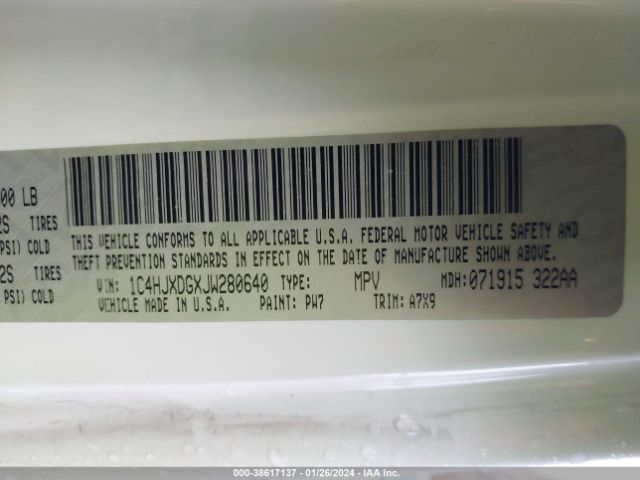 00 LB
2S TIRES
PSI) COLD
2S TIRES
PSI) COLD
THIS VEHICLE CONFORMS TO ALL APPLICABLE U.S.A. FEDERAL MOTOR VEHICLE SAFETY AND
THEFT PREVENTION STANDARDS IN EFFECT ON THE DATE OF MANUFACTURE SHOWN ABOVE.
VIN: 1C4HJXDGXJW280640 TYPE: MPV MDH:071915 322AA
VEHICLE MADE IN U.S.A. PAINT: PW7 TRIM: A7X9
000-38617137 - 01/26/2024 - IAA Inc.